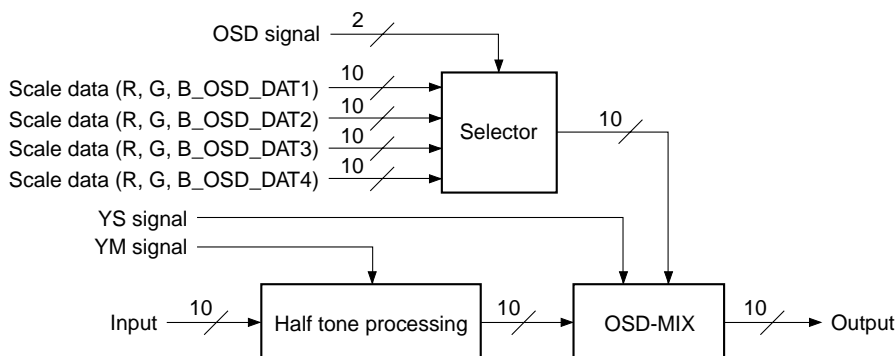 2
OSD signal
10
Scale data (R, G, B_OSD_DAT1)
10
Scale data (R, G, B_OSD_DAT2)
10
Scale data (R, G, B_OSD_DAT3)
10
Scale data (R, G, B_OSD_DAT4)
Selector
10
YS signal
YM signal
Input
10
Half tone processing
10
OSD-MIX
10
Output